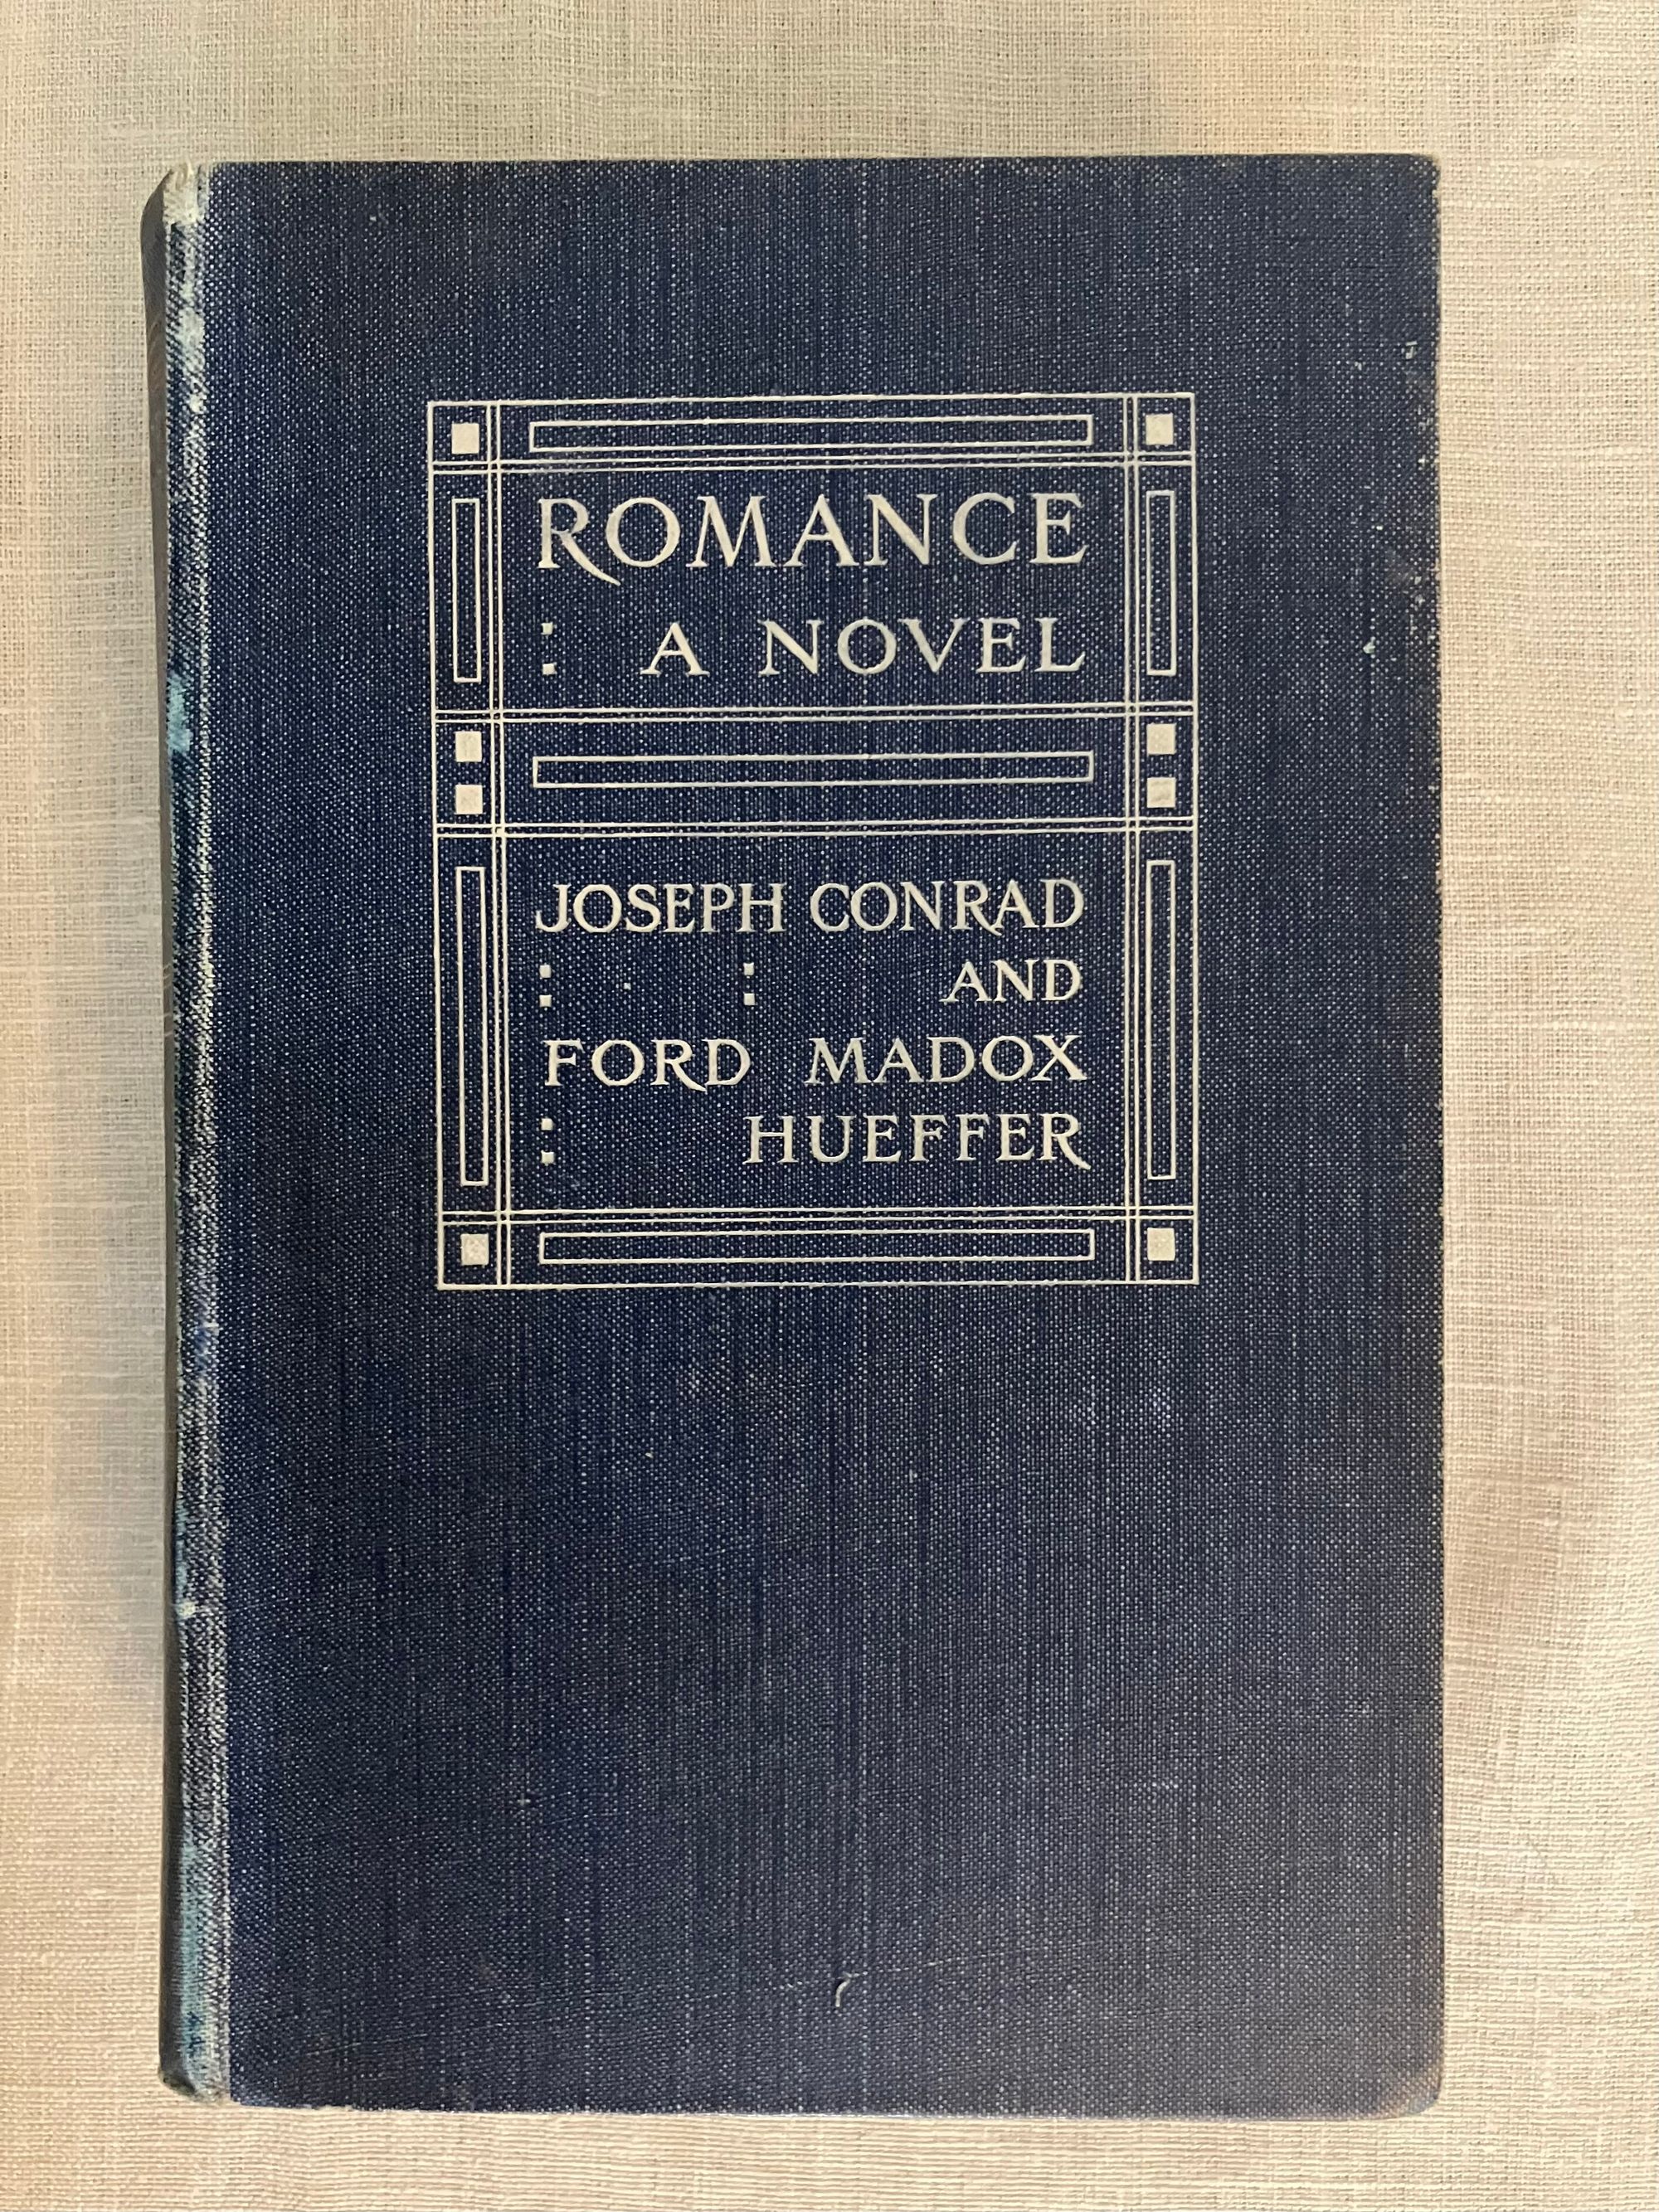 ROMANCE
: A NOVEL
JOSEPH CONRAD
: . : AND
FORD MADOX
: HUEFFER